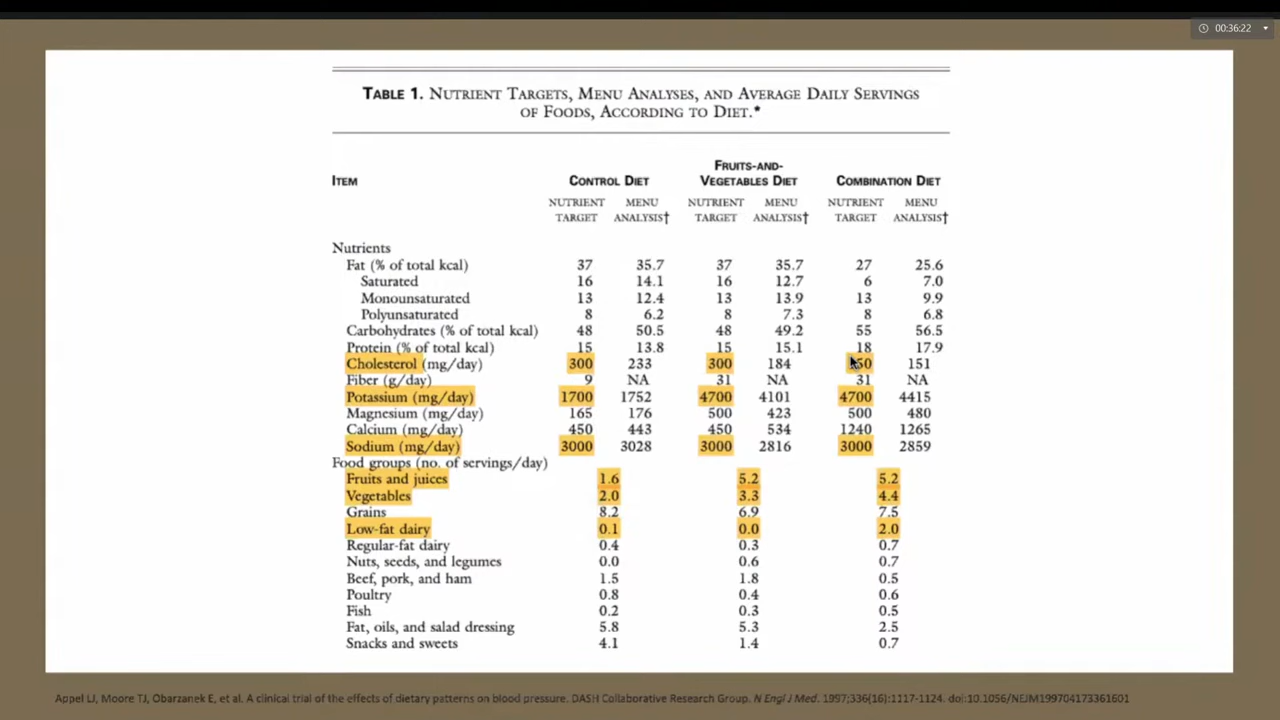 00:36:22
TABLE 1. NUTRIENT TARGETS, MENU ANALYSES, AND AVERAGE DAILY SERVINGS
OF FOODS, ACCORDING TO DIET.*
ITEM CONTROL DIET FRUITS-AND-VEGETABLES DIET COMBINATION DIET
NUTRIENT TARGET MENU ANALYSIS† NUTRIENT TARGET MENU ANALYSIS† NUTRIENT TARGET MENU ANALYSIS†
Nutrients
Fat (% of total kcal) 37 35.7 37 35.7 27 25.6
Saturated 16 14.1 16 12.7 6 7.0
Monounsaturated 13 12.4 13 13.9 13 9.9
Polyunsaturated 8 6.2 8 7.3 8 6.8
Carbohydrates (% of total kcal) 48 50.5 48 49.2 55 56.5
Protein (% of total kcal) 15 13.8 15 15.1 18 17.9
Cholesterol (mg/day) 300 233 300 184 151
Fiber (g/day) 9 NA 31 NA 31 NA
Potassium (mg/day) 1700 1752 4700 4101 4700 4415
Magnesium (mg/day) 165 176 500 423 500 480
Calcium (mg/day) 450 443 450 534 1240 1265
Sodium (mg/day) 3000 3028 3000 2816 3000 2859
Food groups (no. of servings/day)
Fruits and juices 1.6 5.2 5.2
Vegetables 2.0 3.3 4.4
Grains 8.2 6.9 7.5
Low-fat dairy 0.1 0.0 2.0
Regular-fat dairy 0.4 0.3 0.7
Nuts, seeds, and legumes 0.0 0.6 0.7
Beef, pork, and ham 1.5 1.8 0.5
Poultry 0.8 0.4 0.6
Fish 0.2 0.3 0.5
Fat, oils, and salad dressing 5.8 5.3 2.5
Snacks and sweets 4.1 1.4 0.7
Appel LJ, Moore TJ, Obarzanek E, et al. A clinical trial of the effects of dietary patterns on blood pressure. DASH Collaborative Research Group. N Engl J Med. 1997;336(16):1117-1124. doi:10.1056/NEJM199704173361601